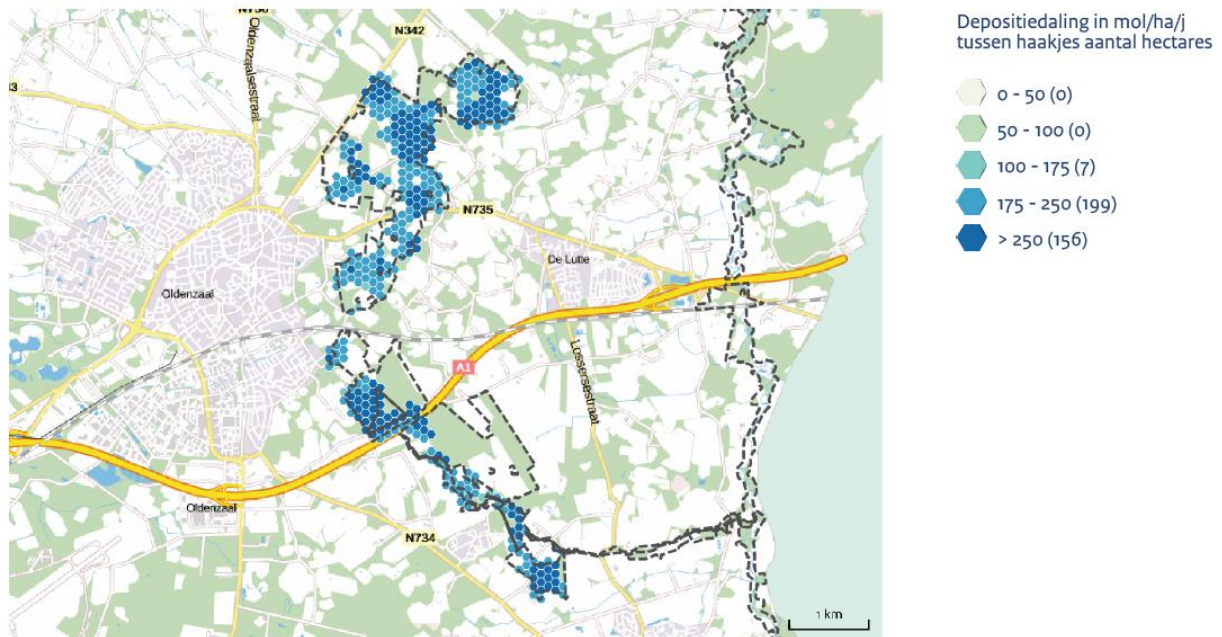 Depositiedaling in mol/ha/j
tussen haakjes aantal hectares
0 - 50 (0)
50 - 100 (0)
100 - 175 (7)
175 - 250 (199)
> 250 (156)
N342
Oldenzaalsestraat
N735
De Lutte
Oldenzaal
A1
Lossersestraat
Oldenzaal
N734
1 km